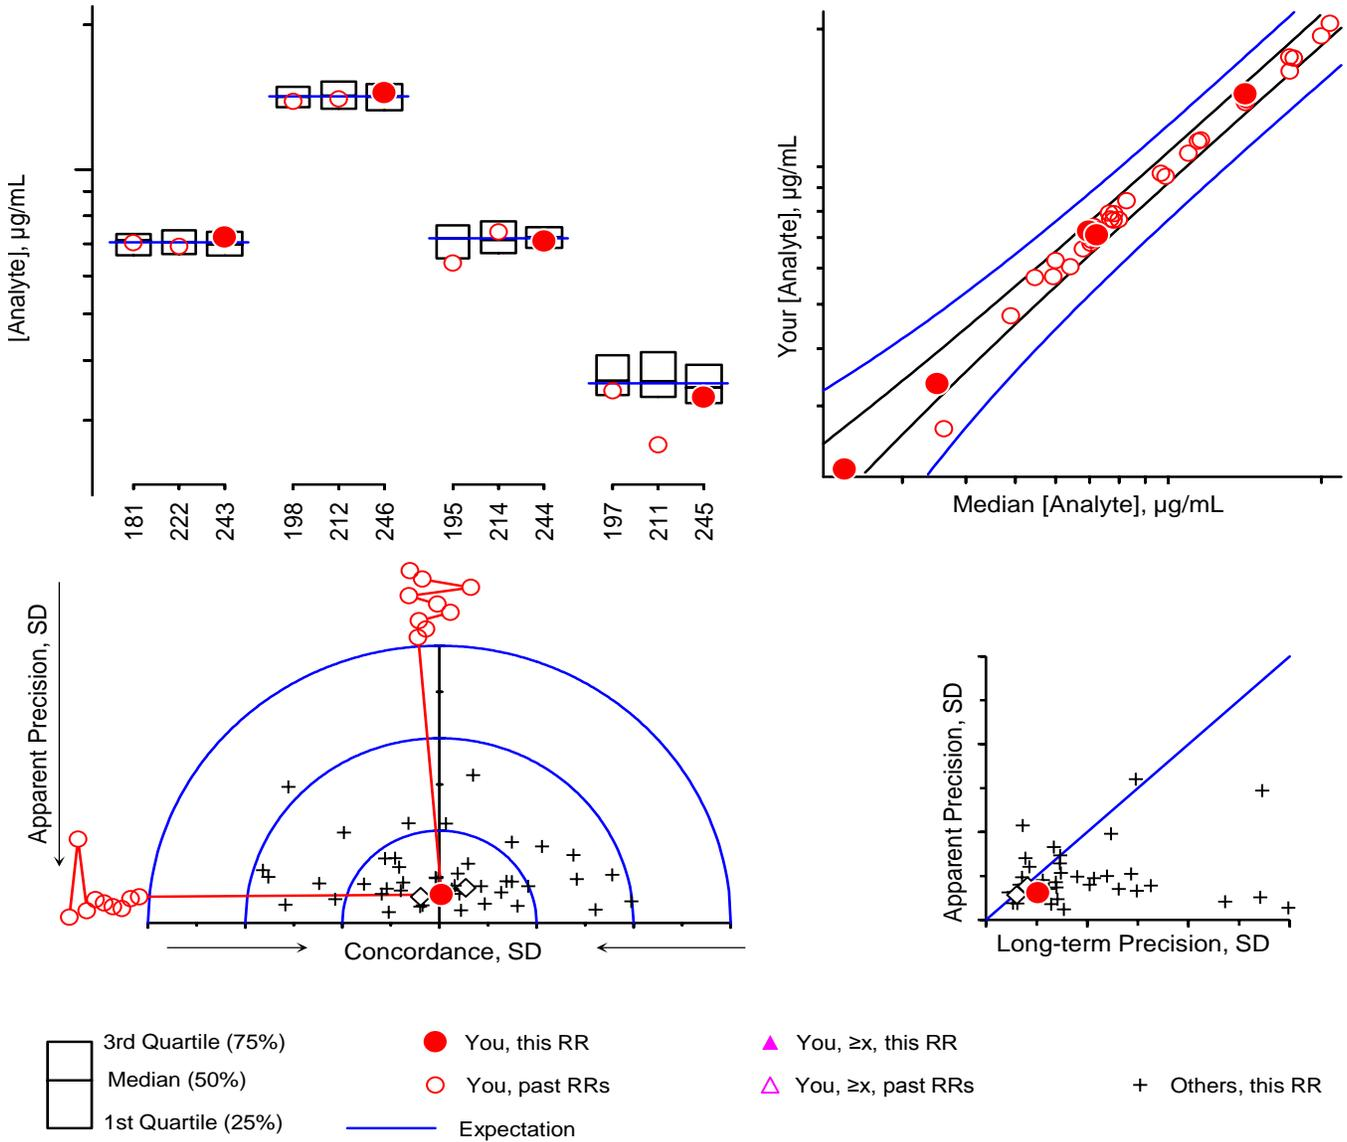 [Analyte], µg/mL
181
222
243
198
212
246
195
214
244
197
211
245
Your [Analyte], µg/mL
Median [Analyte], µg/mL
Apparent Precision, SD
Concordance, SD
Apparent Precision, SD
Long-term Precision, SD
3rd Quartile (75%)
Median (50%)
1st Quartile (25%)
You, this RR
You, past RRs
Expectation
You, ≥x, this RR
You, ≥x, past RRs
Others, this RR